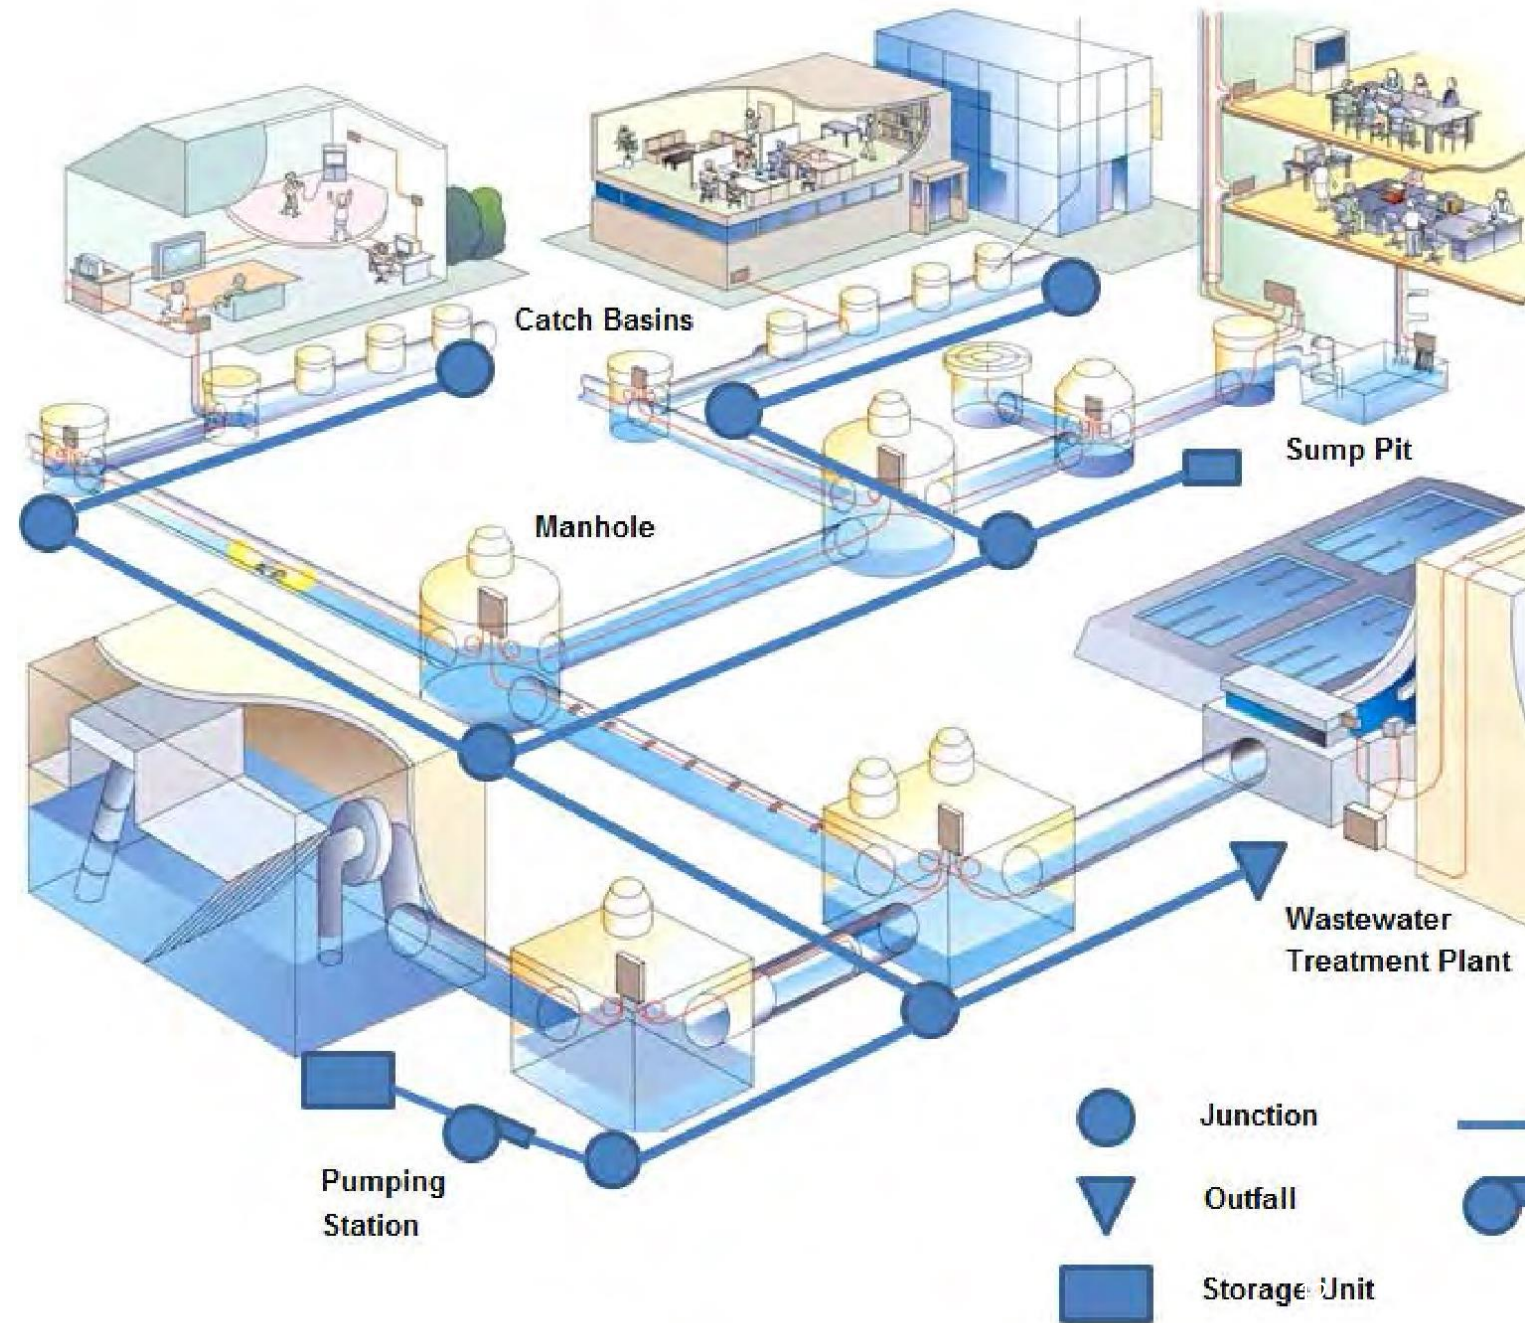 Catch Basins
Sump Pit
Manhole
Wastewater
Treatment Plant
Junction
Pumping
Station
Outfall
Storage Unit